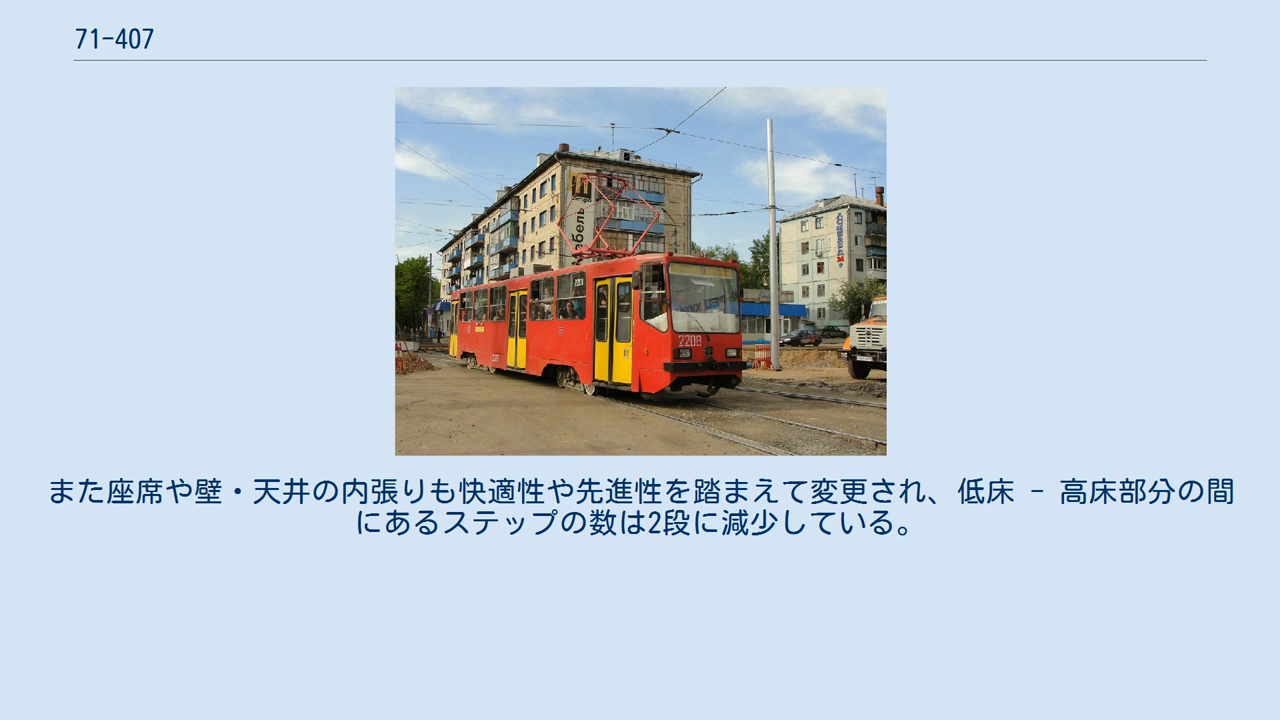 71-407
2208
また座席や壁・天井の内張りも快適性や先進性を踏まえて変更され、低床 - 高床部分の間
にあるステップの数は2段に減少している。